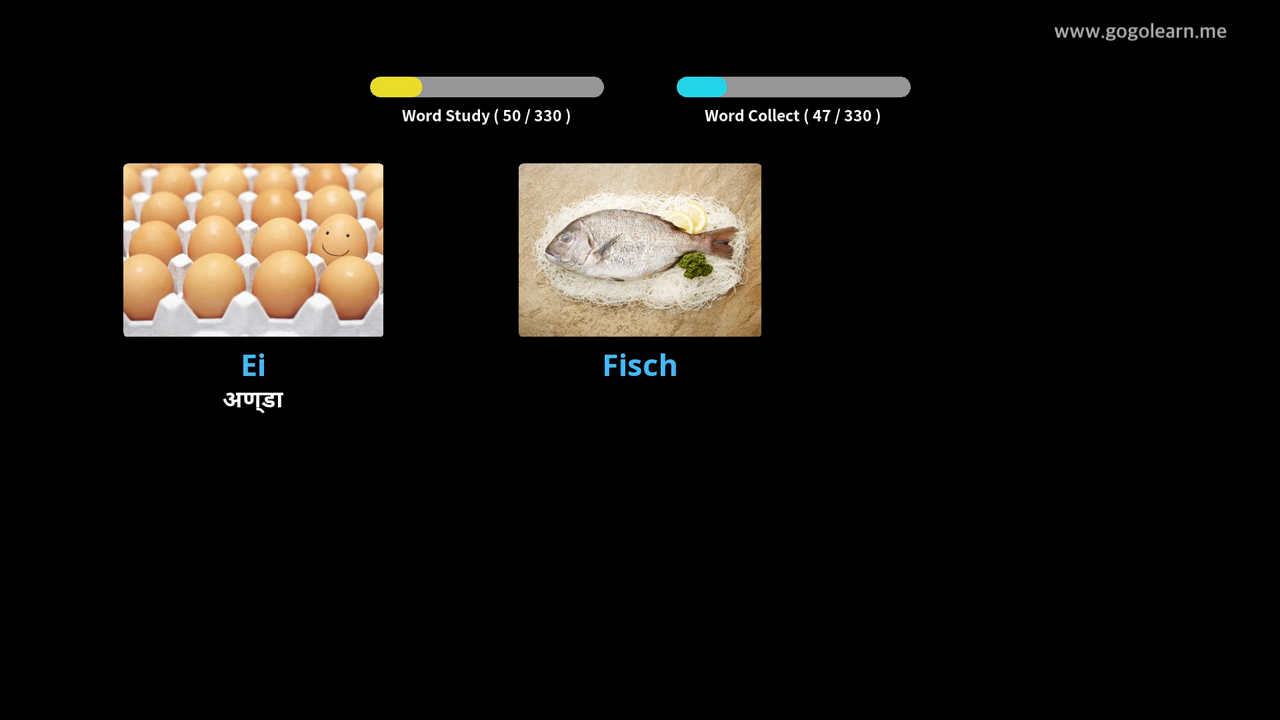 www.gogolearn.me
Word Study ( 50 / 330 )
Word Collect ( 47 / 330 )
Ei
अण्डा
Fisch